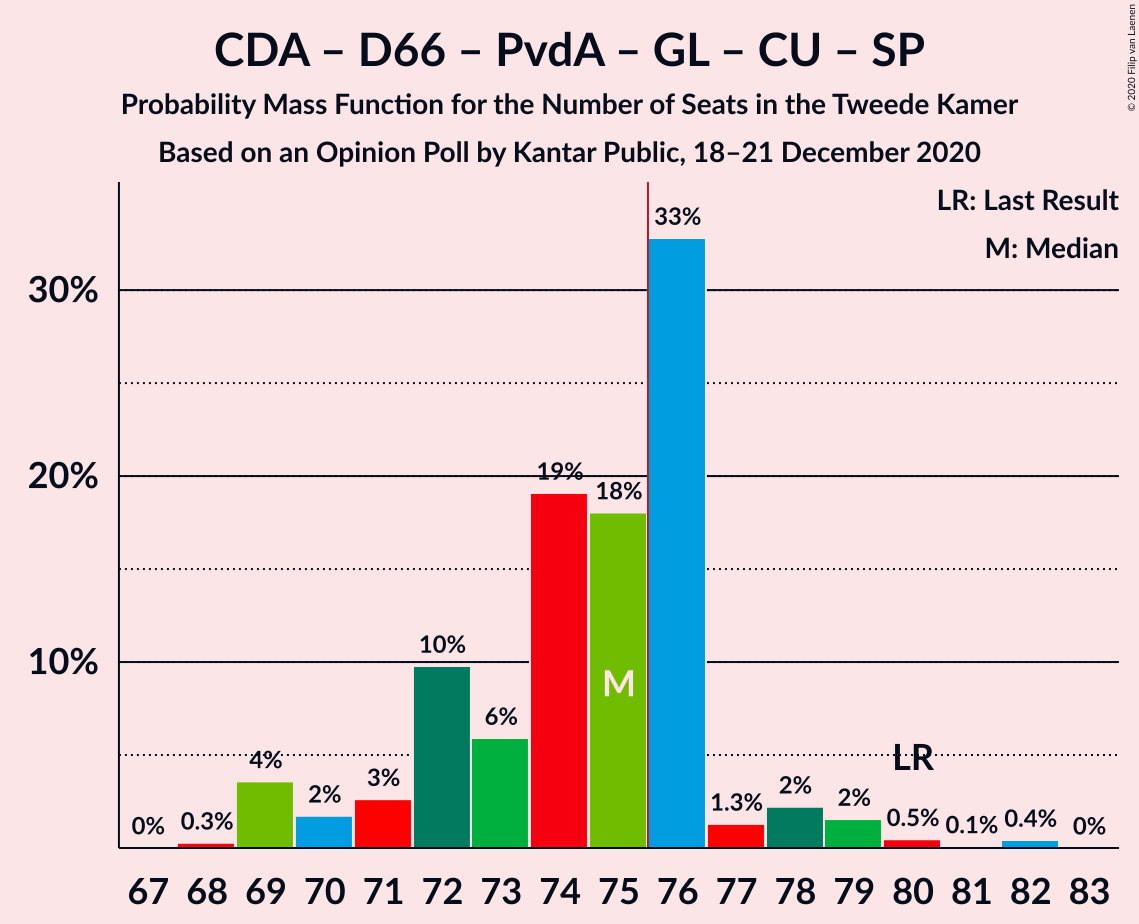 CDA – D66 – PvdA – GL – CU – SP
Probability Mass Function for the Number of Seats in the Tweede Kamer
Based on an Opinion Poll by Kantar Public, 18–21 December 2020
© 2020 Filip van Laenen
LR: Last Result
M: Median
30%
20%
10%
0%
0.3%
4%
2%
3%
10%
6%
19%
18%
33%
1.3%
2%
2%
0.5%
0.1%
0.4%
0%
M
LR
67 68 69 70 71 72 73 74 75 76 77 78 79 80 81 82 83